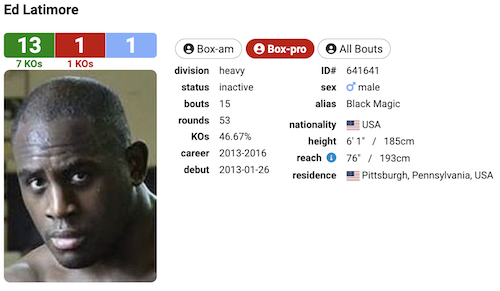 Ed Latimore
13 1 1
7 KOs 1 KOs
Box-am Box-pro All Bouts
division heavy ID# 641641
status inactive sex male
bouts 15 alias Black Magic
rounds 53
KOs 46.67% nationality USA
career 2013-2016 height 6' 1" / 185cm
debut 2013-01-26 reach i 76" / 193cm
residence Pittsburgh, Pennsylvania, USA